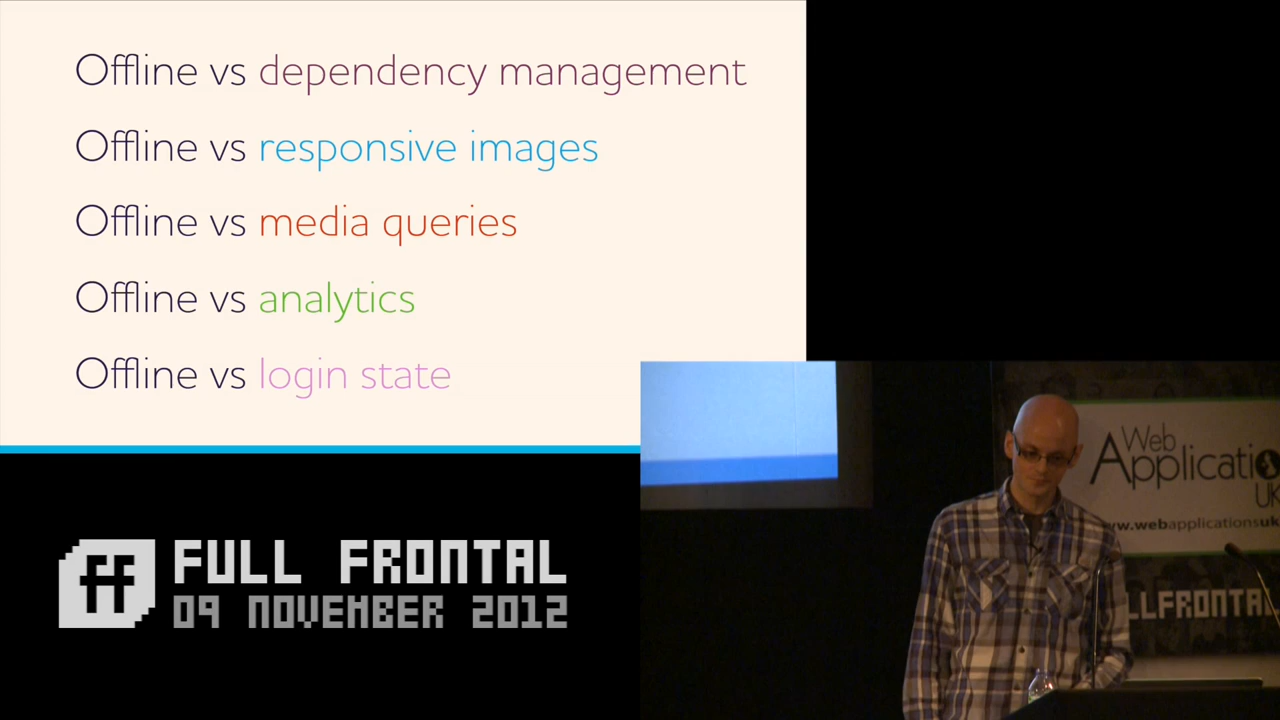 Offline vs dependency management
Offline vs responsive images
Offline vs media queries
Offline vs analytics
Offline vs login state
ff
FULL FRONTAL
09 NOVEMBER 2012
Web
Applicati
UK
www.webapplicationsuk
LLFRONTA